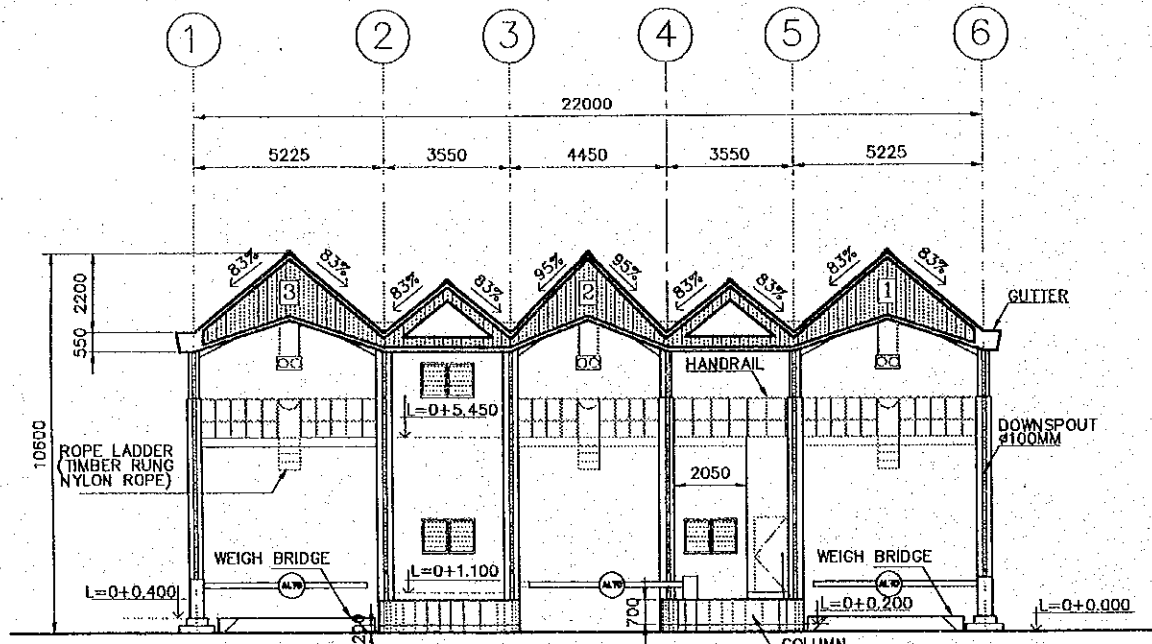 1 2 3 4 5 6
22000
5225 3550 4450 3550 5225
83% 83% 83% 83% 95% 95% 83% 83% 83% 83%
3 2 1
2200
550
10600
GUTTER
HANDRAIL
L=0+5.450
DOWNSPOUT
ø100MM
ROPE LADDER
(TIMBER RUNG
NYLON ROPE)
2050
WEIGH BRIDGE
WEIGH BRIDGE
L=0+0.400
L=0+1.100
ALTO ALTO ALTO
700
L=0+0.200
L=0+0.000
COLUMN